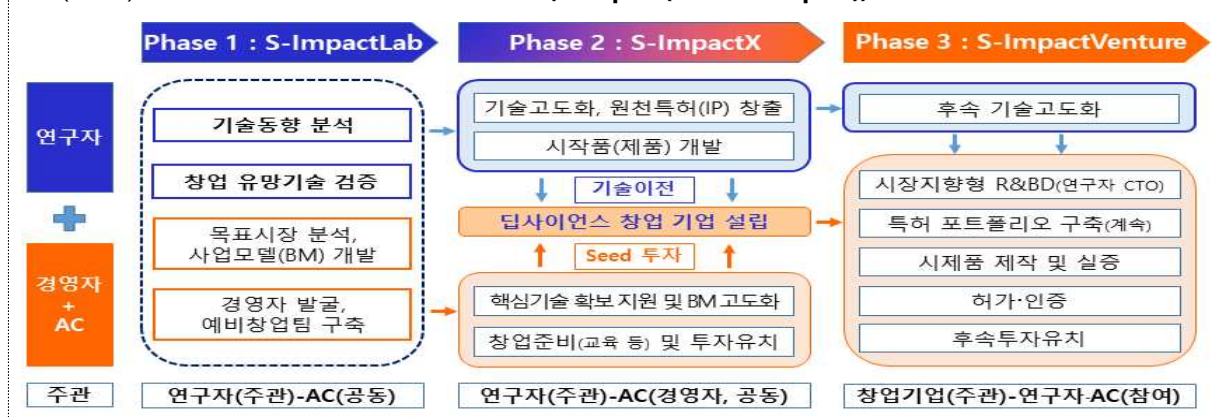 Phase 1 : S-ImpactLab
Phase 2 : S-ImpactX
Phase 3 : S-ImpactVenture
연구자
경영자
+
AC
기술동향 분석
창업 유망기술 검증
목표시장 분석,
사업모델(BM) 개발
경영자 발굴,
예비창업팀 구축
기술고도화, 원천특허(IP) 창출
시작품(제품) 개발
기술이전
딥사이언스 창업 기업 설립
Seed 투자
핵심기술 확보 지원 및 BM 고도화
창업준비(교육 등) 및 투자유치
후속 기술고도화
시장지향형 R&BD(연구자 CTO)
특허 포트폴리오 구축(계속)
시제품 제작 및 실증
허가·인증
후속투자유치
주관
연구자(주관)-AC(공동)
연구자(주관)-AC(경영자, 공동)
창업기업(주관)-연구자·AC(참여)